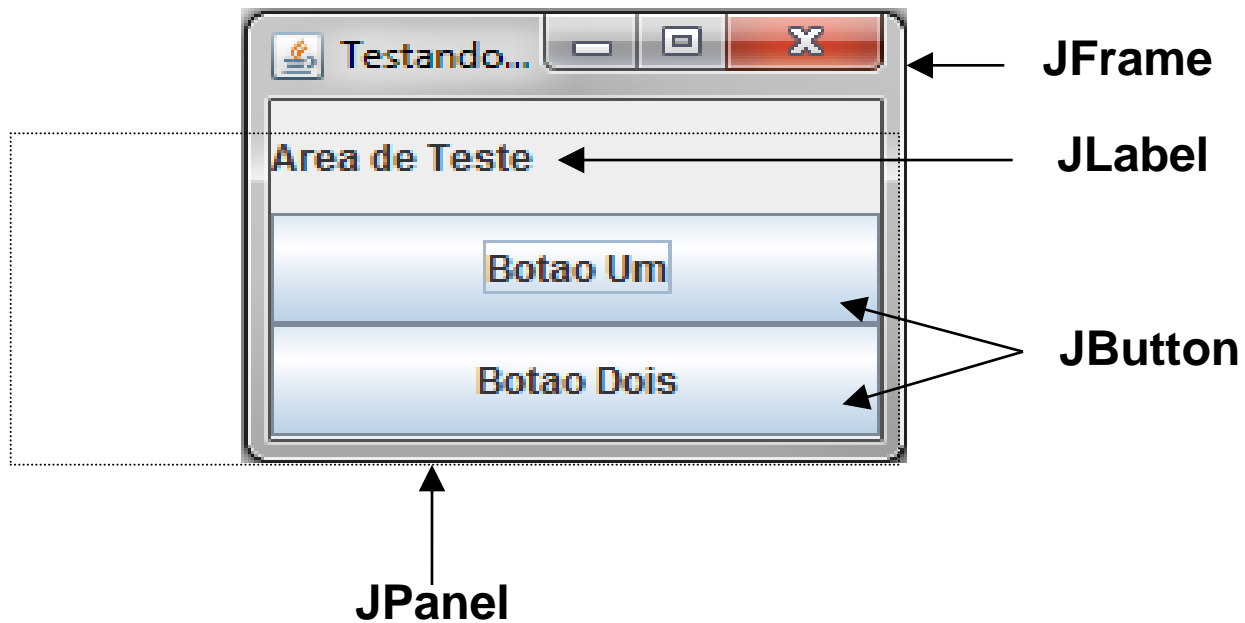 Testando...
JFrame
Area de Teste
JLabel
Botao Um
JButton
Botao Dois
JPanel